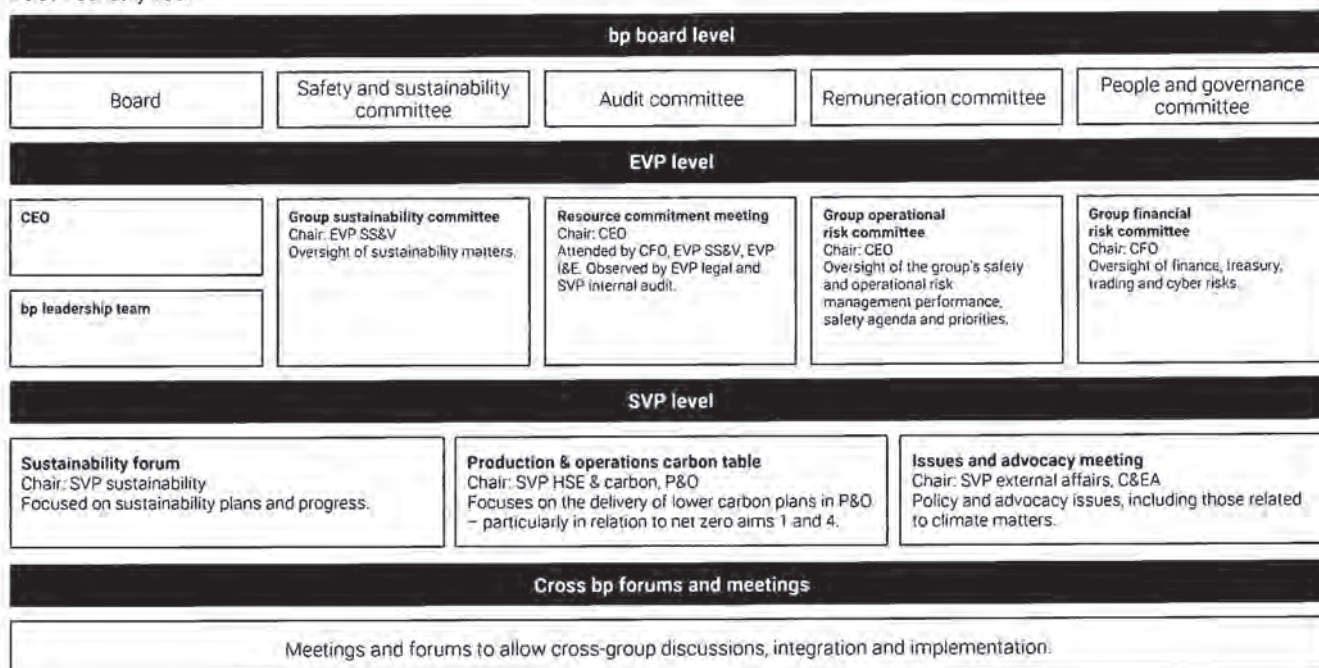 bp board level
Board
Safety and sustainability
committee
Audit committee
Remuneration committee
People and governance
committee
EVP level
CEO
bp leadership team
Group sustainability committee
Chair: EVP SS&V
Oversight of sustainability matters.
Resource commitment meeting
Chair: CEO
Attended by CFO, EVP SS&V, EVP
I&E. Observed by EVP legal and
SVP internal audit.
Group operational
risk committee
Chair: CEO
Oversight of the group's safety
and operational risk
management performance,
safety agenda and priorities.
Group financial
risk committee
Chair: CFO
Oversight of finance, treasury,
trading and cyber risks.
SVP level
Sustainability forum
Chair: SVP sustainability
Focused on sustainability plans and progress.
Production & operations carbon table
Chair: SVP HSE & carbon, P&O
Focuses on the delivery of lower carbon plans in P&O
– particularly in relation to net zero aims 1 and 4.
Issues and advocacy meeting
Chair: SVP external affairs, C&EA
Policy and advocacy issues, including those related
to climate matters.
Cross bp forums and meetings
Meetings and forums to allow cross-group discussions, integration and implementation.